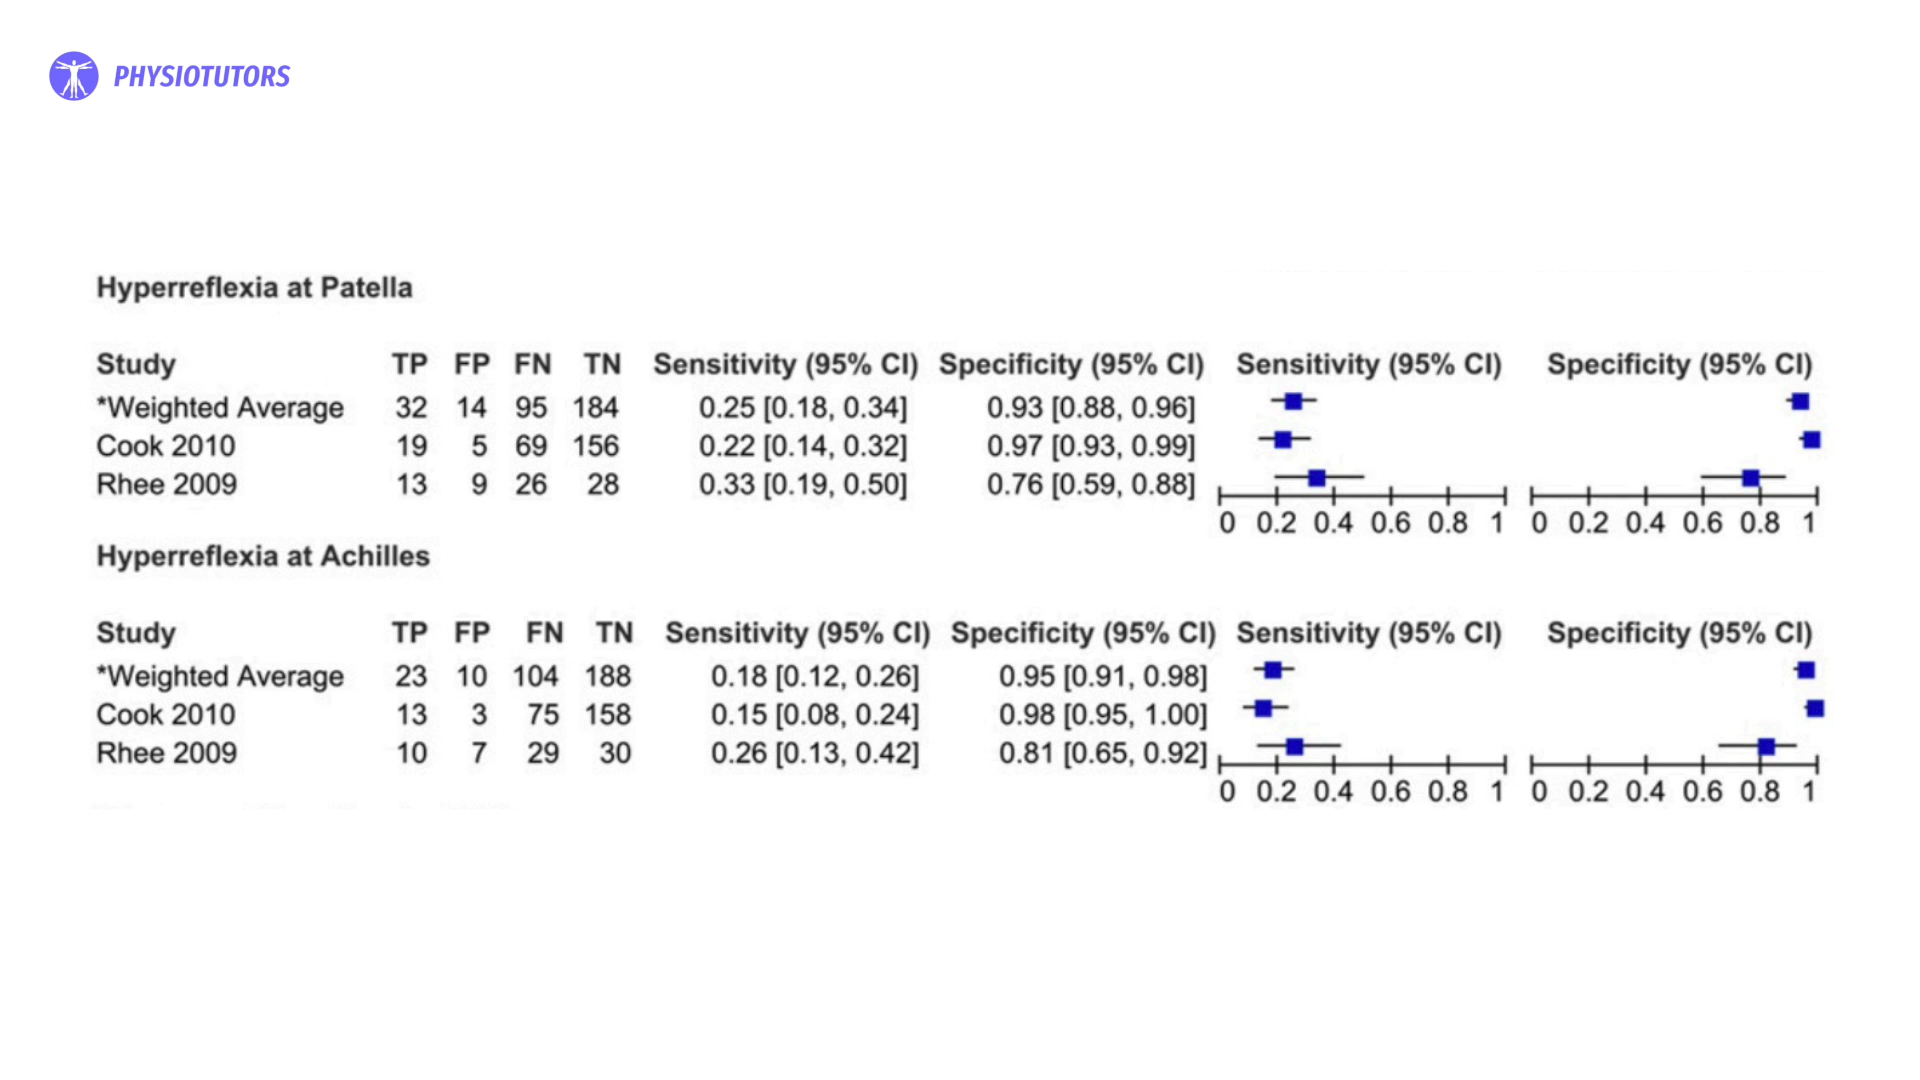 PHYSIOTUTORS
Hyperreflexia at Patella
Study TP FP FN TN Sensitivity (95% CI) Specificity (95% CI) Sensitivity (95% CI) Specificity (95% CI)
*Weighted Average 32 14 95 184 0.25 [0.18, 0.34] 0.93 [0.88, 0.96]
Cook 2010 19 5 69 156 0.22 [0.14, 0.32] 0.97 [0.93, 0.99]
Rhee 2009 13 9 26 28 0.33 [0.19, 0.50] 0.76 [0.59, 0.88]
0 0.2 0.4 0.6 0.8 1 0 0.2 0.4 0.6 0.8 1
Hyperreflexia at Achilles
Study TP FP FN TN Sensitivity (95% CI) Specificity (95% CI) Sensitivity (95% CI) Specificity (95% CI)
*Weighted Average 23 10 104 188 0.18 [0.12, 0.26] 0.95 [0.91, 0.98]
Cook 2010 13 3 75 158 0.15 [0.08, 0.24] 0.98 [0.95, 1.00]
Rhee 2009 10 7 29 30 0.26 [0.13, 0.42] 0.81 [0.65, 0.92]
0 0.2 0.4 0.6 0.8 1 0 0.2 0.4 0.6 0.8 1